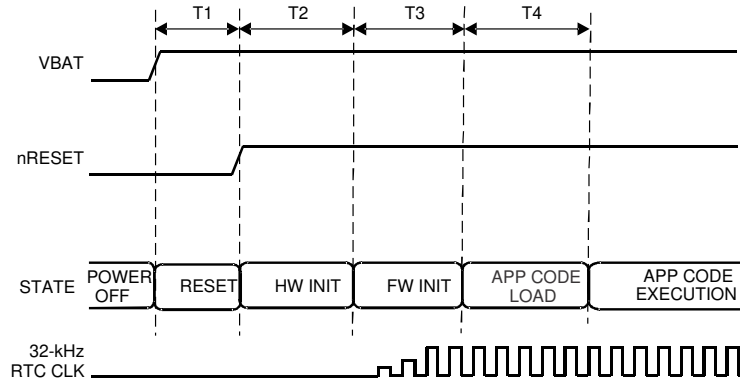 T1 T2 T3 T4
VBAT
nRESET
STATE
POWER
OFF
RESET
HW INIT
FW INIT
APP CODE
LOAD
APP CODE
EXECUTION
32-kHz
RTC CLK